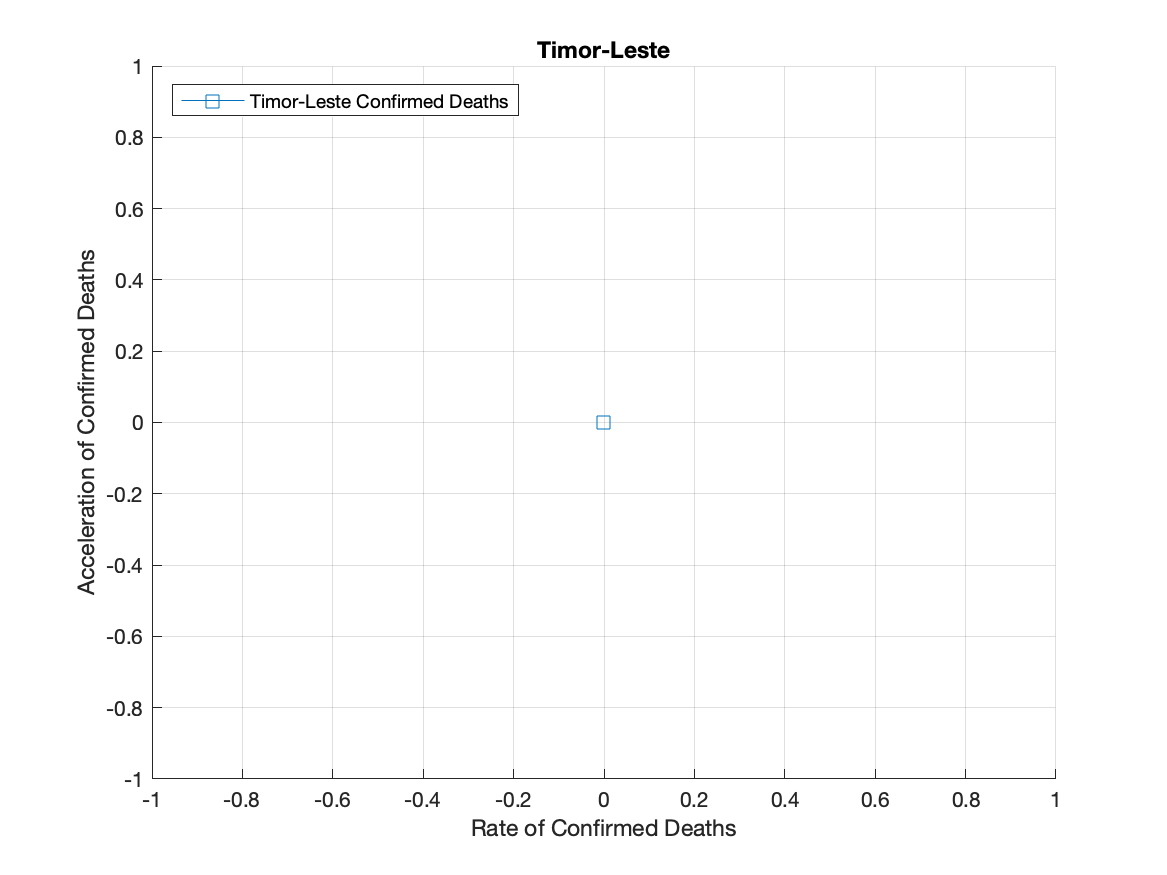 Timor-Leste
Timor-Leste Confirmed Deaths
1
0.8
0.6
0.4
0.2
0
-0.2
-0.4
-0.6
-0.8
-1
Acceleration of Confirmed Deaths
-1 -0.8 -0.6 -0.4 -0.2 0 0.2 0.4 0.6 0.8 1
Rate of Confirmed Deaths